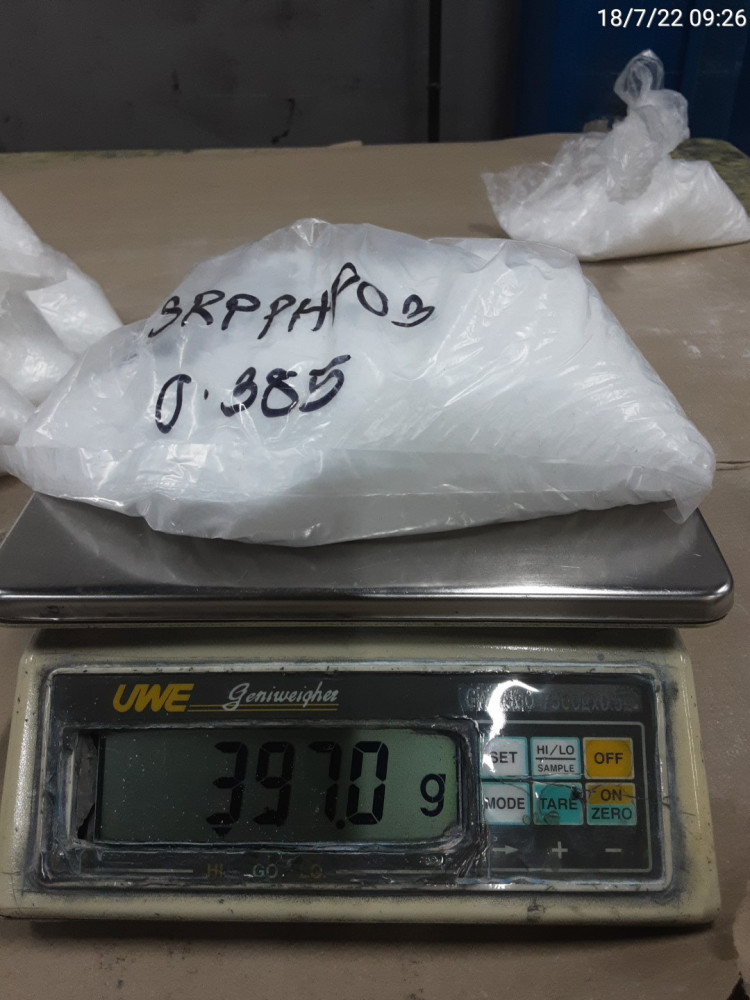 18/7/22 09:26
SRPPHPO3
0.385
UWE Geniweigher
SET
HI/LO
SAMPLE
OFF
MODE
TARE
ON
ZERO
397.0 g
HI GO LO
→ + −